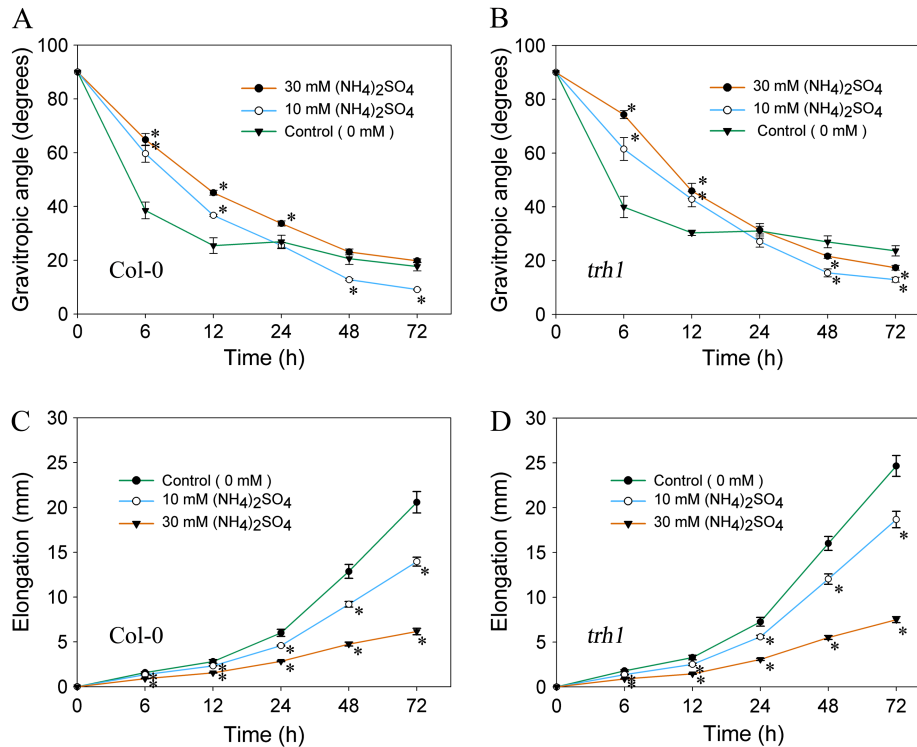 A
Gravitropic angle (degrees)
100
80
60
40
20
0
30 mM (NH4)2SO4
10 mM (NH4)2SO4
Control ( 0 mM )
* * * * * * *
Col-0
0 6 12 24 48 72
Time (h)
B
Gravitropic angle (degrees)
100
80
60
40
20
0
30 mM (NH4)2SO4
10 mM (NH4)2SO4
Control ( 0 mM )
* * * * * * * *
trh1
0 6 12 24 48 72
Time (h)
C
Elongation (mm)
30
25
20
15
10
5
0
Control ( 0 mM )
10 mM (NH4)2SO4
30 mM (NH4)2SO4
Col-0
* * * * * * * * * *
0 6 12 24 48 72
Time (h)
D
Elongation (mm)
30
25
20
15
10
5
0
Control ( 0 mM )
10 mM (NH4)2SO4
30 mM (NH4)2SO4
trh1
* * * * * * * * * *
0 6 12 24 48 72
Time (h)